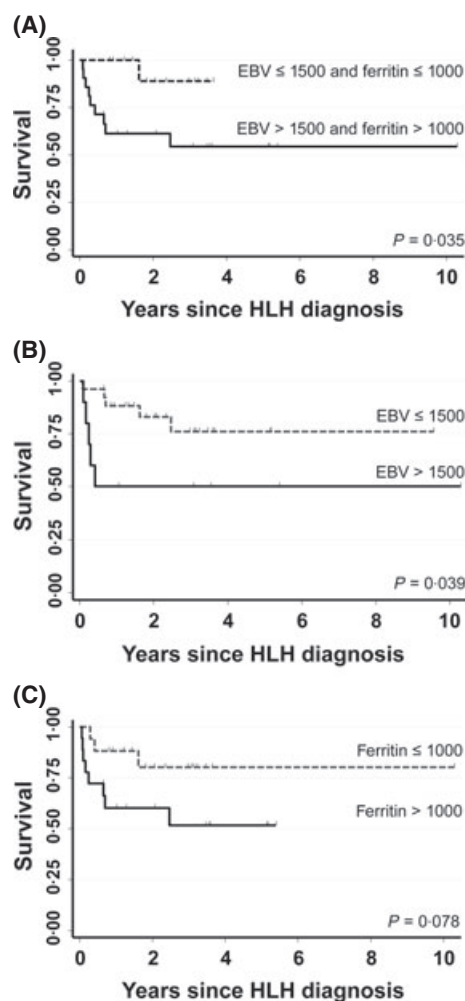 (A)
Survival
1·00
0·75
0·50
0·25
0·00
EBV ≤ 1500 and ferritin ≤ 1000
EBV > 1500 and ferritin > 1000
P = 0·035
0 2 4 6 8 10
Years since HLH diagnosis
(B)
Survival
1·00
0·75
0·50
0·25
0·00
EBV ≤ 1500
EBV > 1500
P = 0·039
0 2 4 6 8 10
Years since HLH diagnosis
(C)
Survival
1·00
0·75
0·50
0·25
0·00
Ferritin ≤ 1000
Ferritin > 1000
P = 0·078
0 2 4 6 8 10
Years since HLH diagnosis